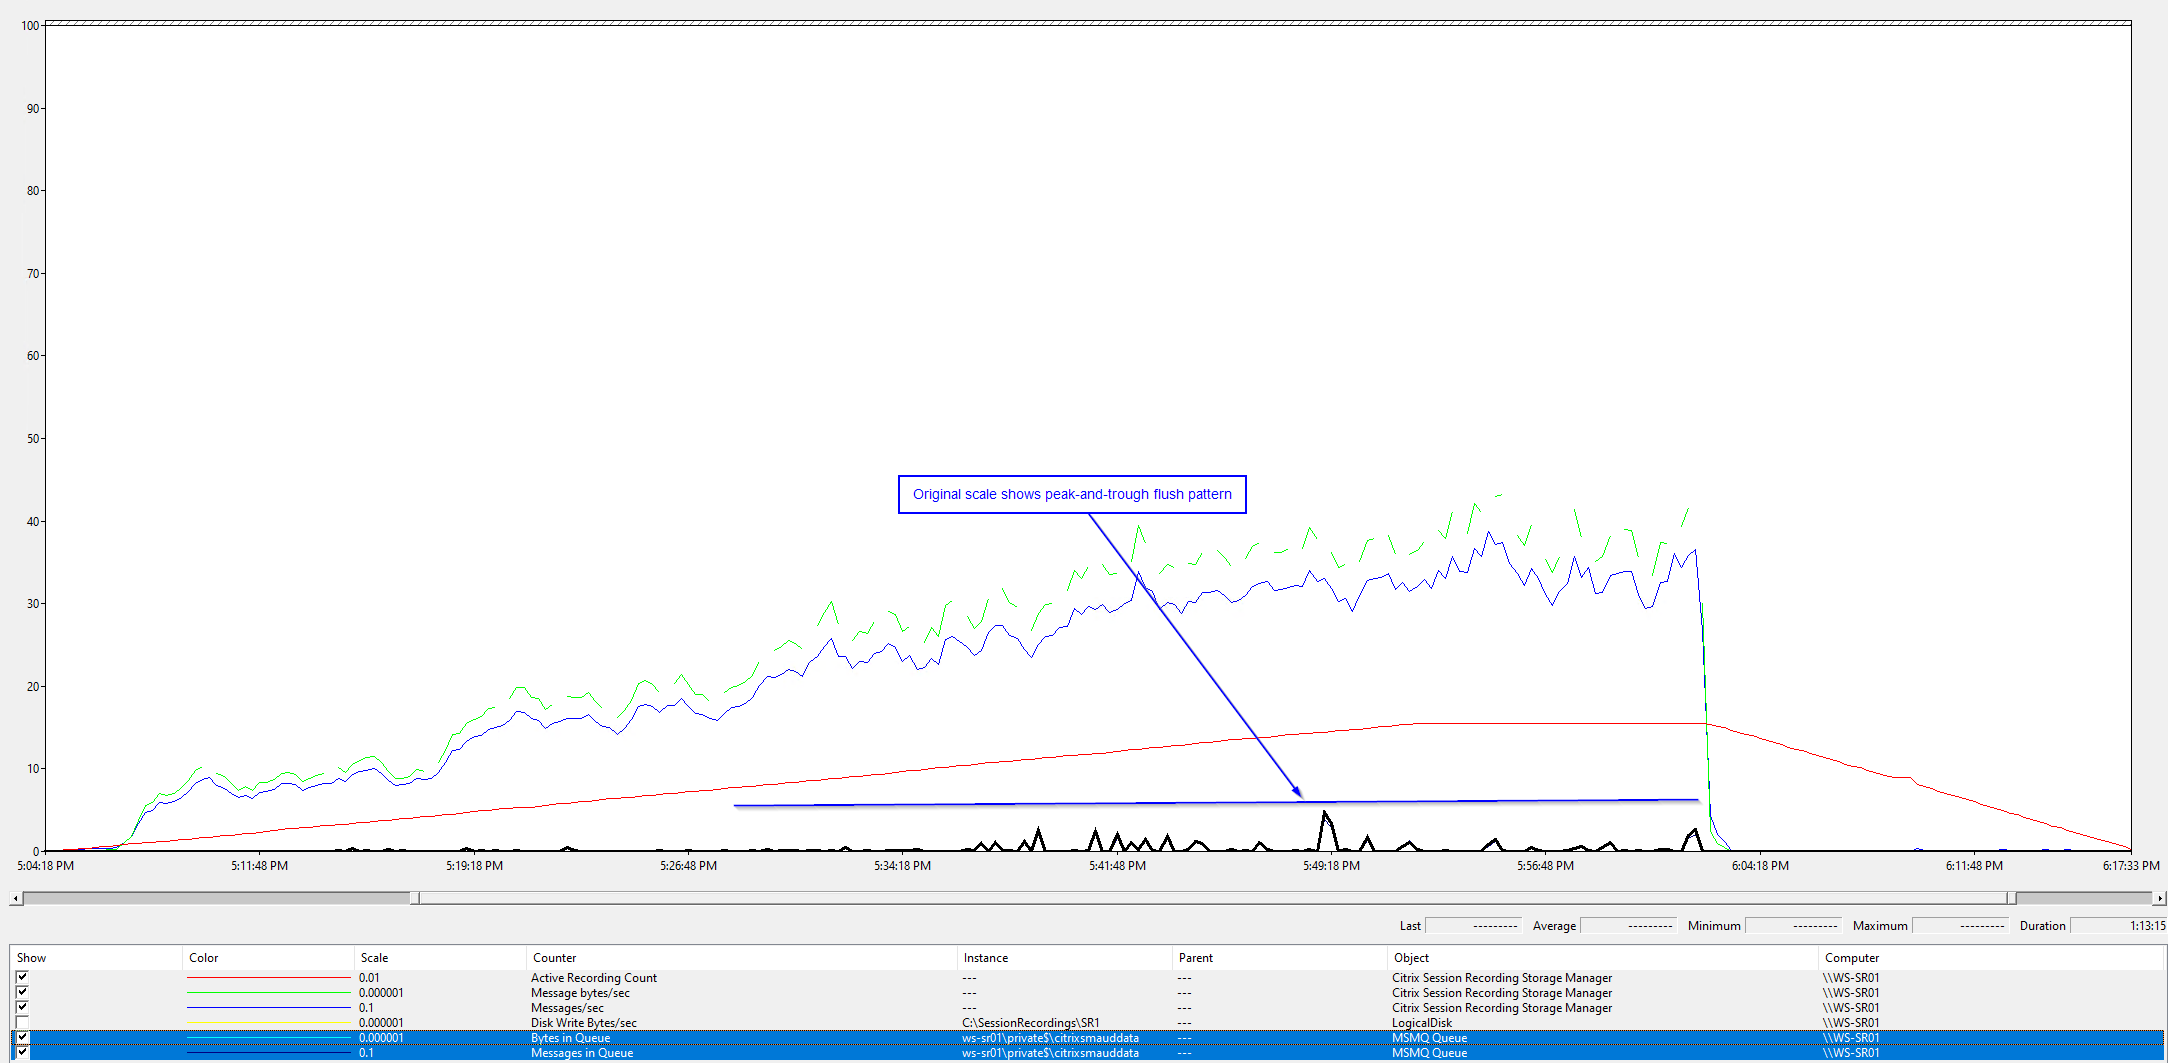 100
90
80
70
60
50
Original scale shows peak-and-trough flush pattern
40
30
20
10
0
5:04:18 PM 5:11:48 PM 5:19:18 PM 5:26:48 PM 5:34:18 PM 5:41:48 PM 5:49:18 PM 5:56:48 PM 6:04:18 PM 6:11:48 PM 6:17:33 PM
Last --------- Average --------- Minimum --------- Maximum --------- Duration 1:13:15
Show Color Scale Counter Instance Parent Object Computer
0.01 Active Recording Count --- --- Citrix Session Recording Storage Manager \\WS-SR01
0.000001 Message bytes/sec --- --- Citrix Session Recording Storage Manager \\WS-SR01
0.1 Messages/sec --- --- Citrix Session Recording Storage Manager \\WS-SR01
0.000001 Disk Write Bytes/sec C:\SessionRecordings\SR1 --- LogicalDisk \\WS-SR01
0.000001 Bytes in Queue ws-sr01\private$\citrixsmauddata --- MSMQ Queue \\WS-SR01
0.1 Messages in Queue ws-sr01\private$\citrixsmauddata --- MSMQ Queue \\WS-SR01